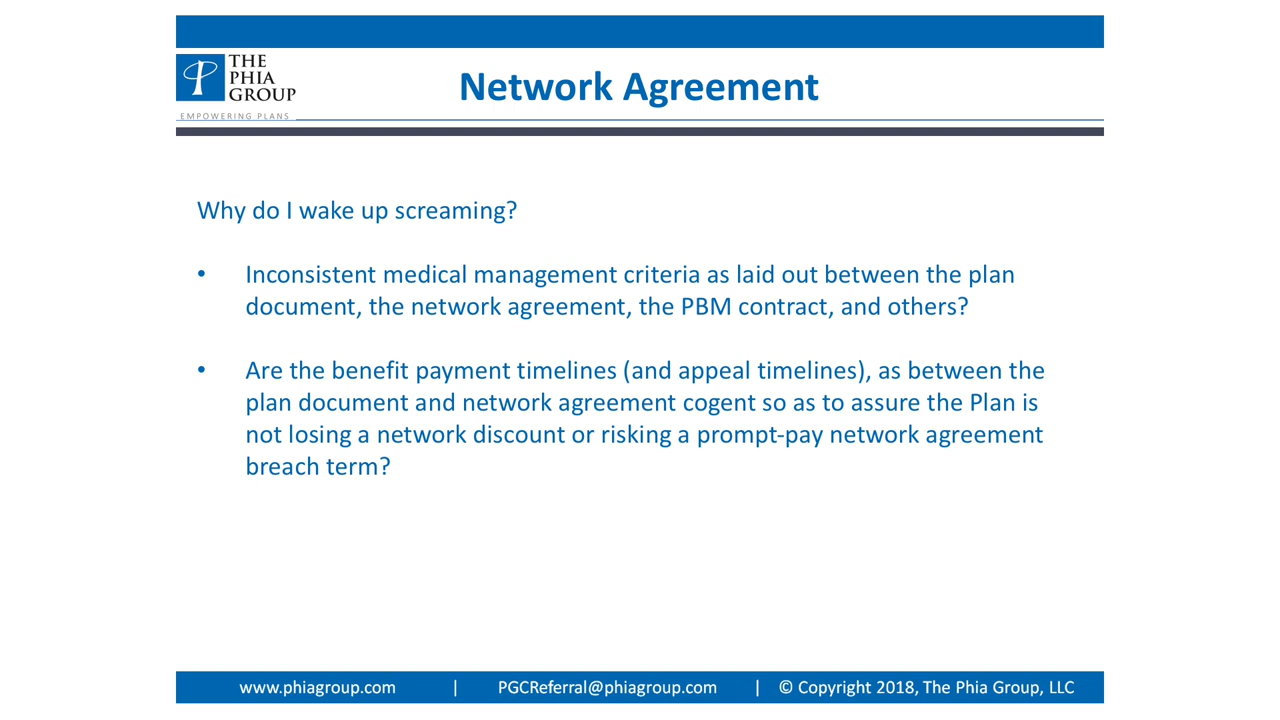 THE
PHIA
GROUP
EMPOWERING PLANS
Network Agreement
Why do I wake up screaming?
• Inconsistent medical management criteria as laid out between the plan
document, the network agreement, the PBM contract, and others?
• Are the benefit payment timelines (and appeal timelines), as between the
plan document and network agreement cogent so as to assure the Plan is
not losing a network discount or risking a prompt-pay network agreement
breach term?
www.phiagroup.com | PGCReferral@phiagroup.com | © Copyright 2018, The Phia Group, LLC